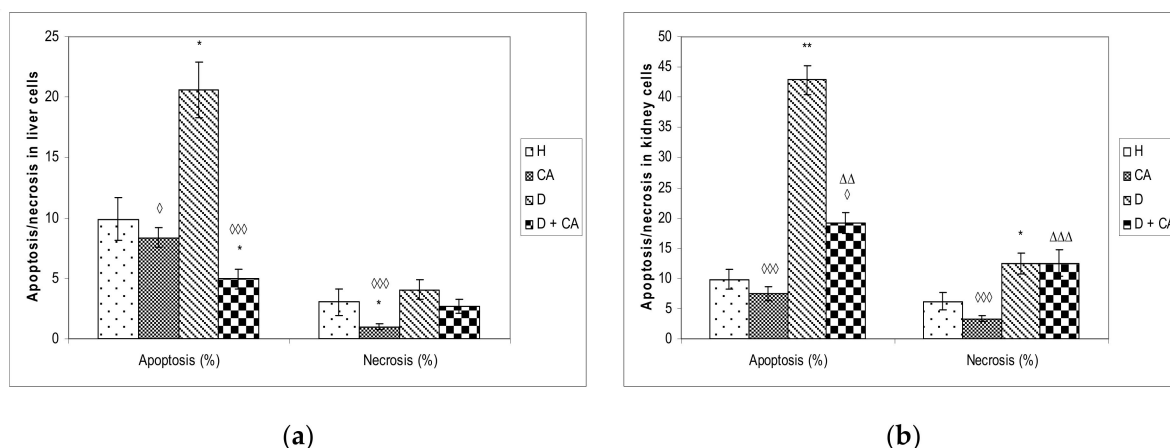 Apoptosis/necrosis in liver cells
25
20
15
10
5
0
*
◊
◊◊◊
*
◊◊◊
*
Apoptosis (%)
Necrosis (%)
H
CA
D
D + CA
(a)
Apoptosis/necrosis in kidney cells
50
45
40
35
30
25
20
15
10
5
0
**
◊◊◊
ΔΔ
◊
◊◊◊
*
ΔΔΔ
Apoptosis (%)
Necrosis (%)
H
CA
D
D + CA
(b)